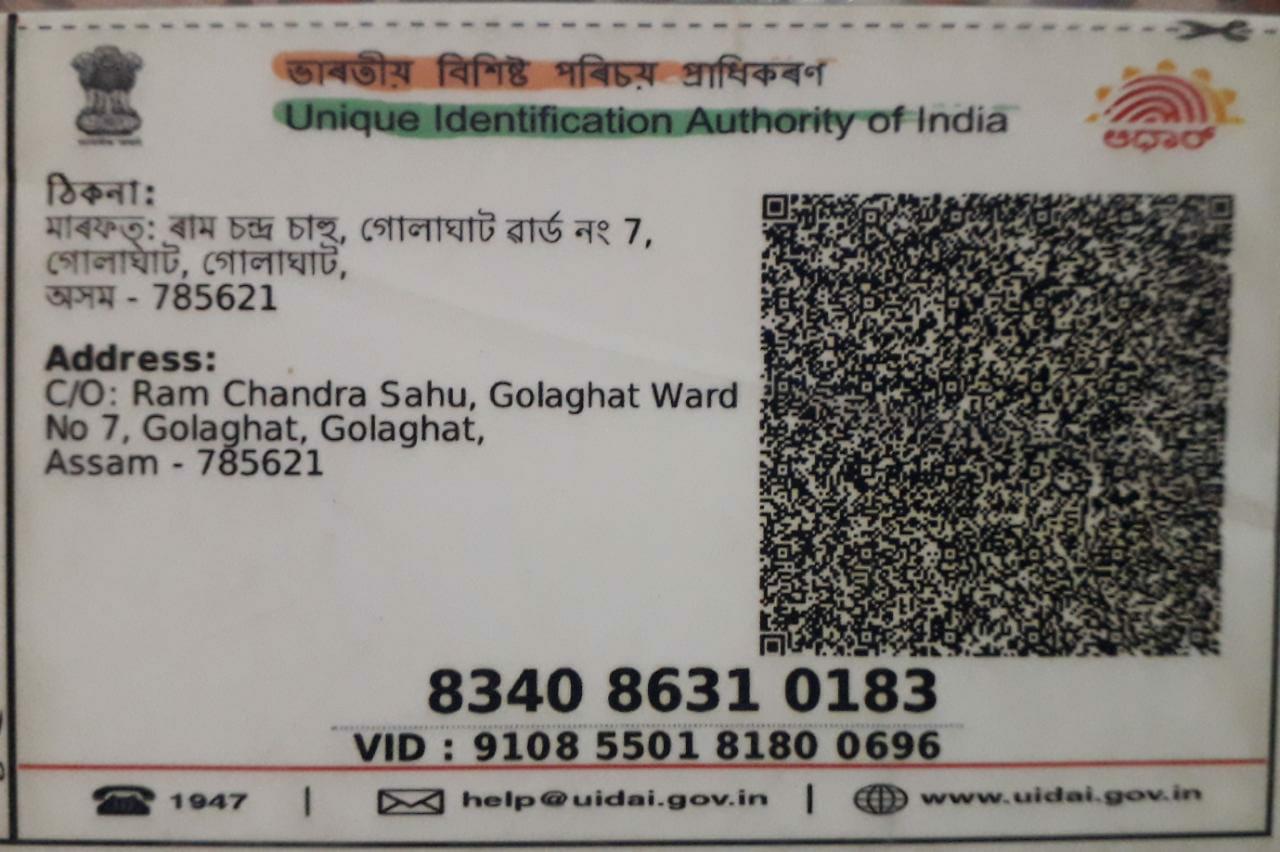 ভাৰতীয় বিশিষ্ট পৰিচয় প্ৰাধিকৰণ
Unique Identification Authority of India
ঠিকনা:
মাৰফত: ৰাম চন্দ্ৰ চাহু, গোলাঘাট ৱাৰ্ড নং 7,
গোলাঘাট, গোলাঘাট,
অসম - 785621
Address:
C/O: Ram Chandra Sahu, Golaghat Ward
No 7, Golaghat, Golaghat,
Assam - 785621
8340 8631 0183
VID : 9108 5501 8180 0696
1947 | help@uidai.gov.in | www.uidai.gov.in